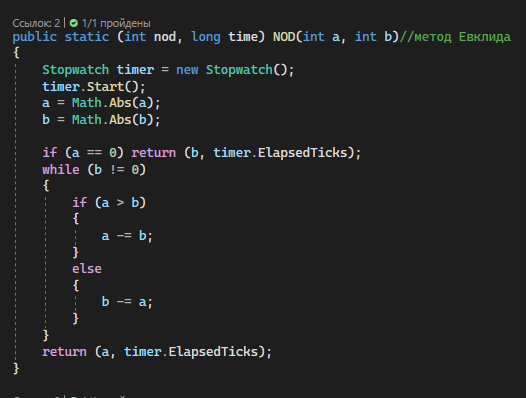 Ссылок: 2 | 1/1 пройдены
public static (int nod, long time) NOD(int a, int b)//метод Евклида
{
    Stopwatch timer = new Stopwatch();
    timer.Start();
    a = Math.Abs(a);
    b = Math.Abs(b);

    if (a == 0) return (b, timer.ElapsedTicks);
    while (b != 0)
    {
        if (a > b)
        {
            a -= b;
        }
        else
        {
            b -= a;
        }
    }
    return (a, timer.ElapsedTicks);
}